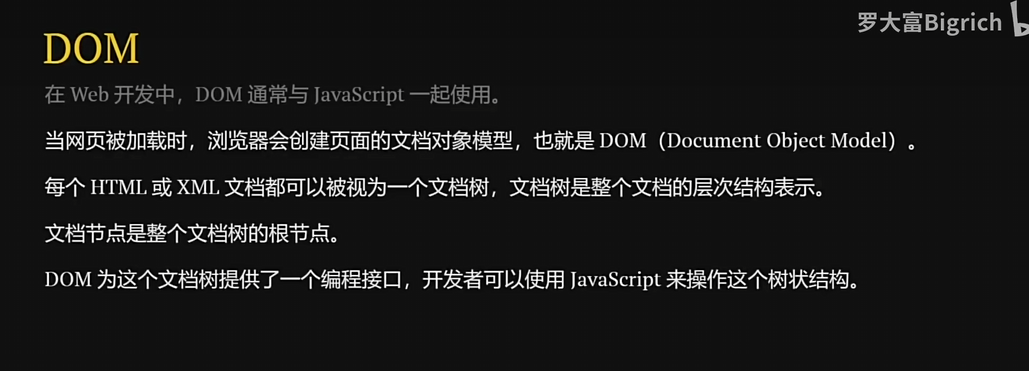 罗大富Bigrich
DOM
在 Web 开发中，DOM 通常与 JavaScript 一起使用。
当网页被加载时，浏览器会创建页面的文档对象模型，也就是 DOM（Document Object Model）。
每个 HTML 或 XML 文档都可以被视为一个文档树，文档树是整个文档的层次结构表示。
文档节点是整个文档树的根节点。
DOM 为这个文档树提供了一个编程接口，开发者可以使用 JavaScript 来操作这个树状结构。